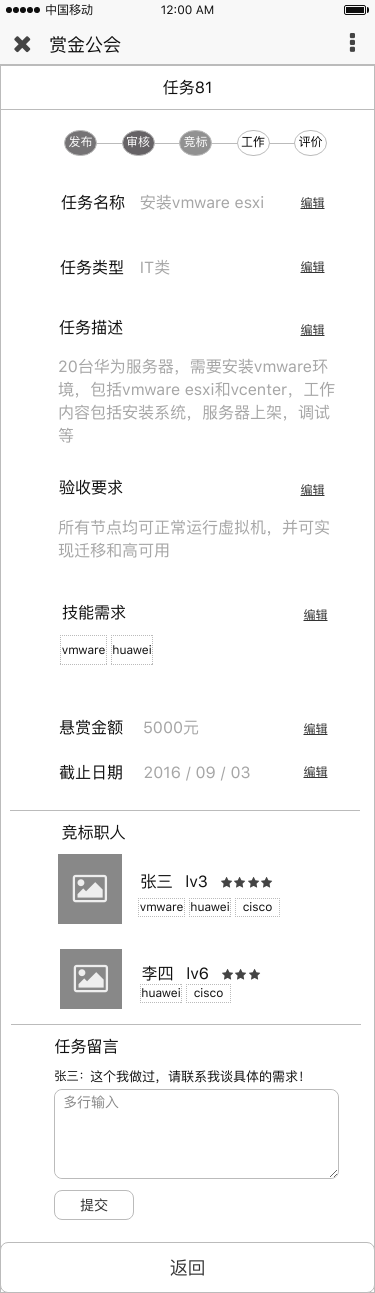 中国移动 12:00 AM
赏金公会
任务81
发布 审核 竞标 工作 评价
任务名称 安装vmware esxi 编辑
任务类型 IT类 编辑
任务描述 编辑
20台华为服务器，需要安装vmware环
境，包括vmware esxi和vcenter，工作
内容包括安装系统，服务器上架，调试
等
验收要求 编辑
所有节点均可正常运行虚拟机，并可实
现迁移和高可用
技能需求 编辑
vmware huawei
悬赏金额 5000元 编辑
截止日期 2016 / 09 / 03 编辑
竞标职人
张三 lv3 ★★★★
vmware huawei cisco
李四 lv6 ★★★
huawei cisco
任务留言
张三：这个我做过，请联系我谈具体的需求！
多行输入
提交
返回